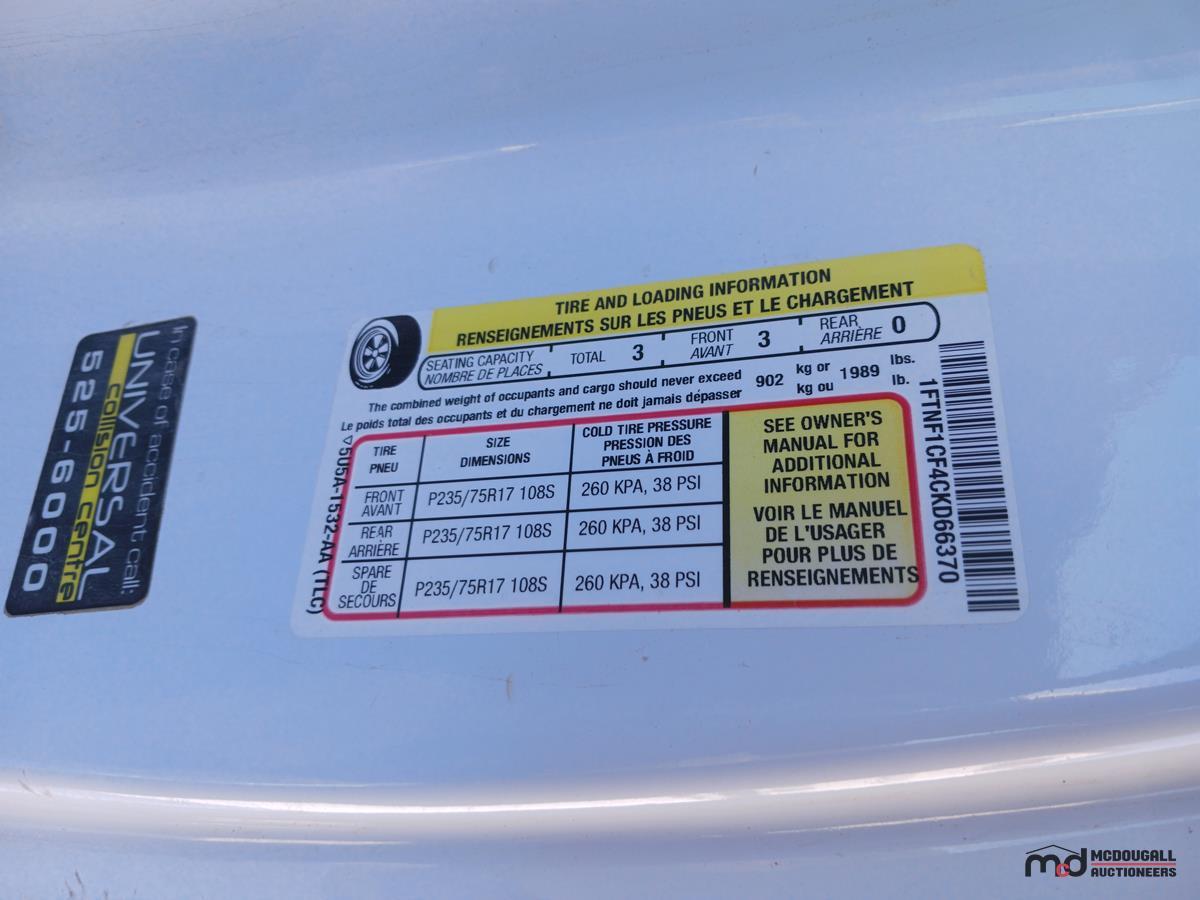 In case of accident call:
UNIVERSAL
collision centre
525-6000
TIRE AND LOADING INFORMATION
RENSEIGNEMENTS SUR LES PNEUS ET LE CHARGEMENT
SEATING CAPACITY
NOMBRE DE PLACES
TOTAL 3
FRONT
AVANT
3
REAR
ARRIÈRE
0
The combined weight of occupants and cargo should never exceed
Le poids total des occupants et du chargement ne doit jamais dépasser
902
kg or
kg ou
1989
lbs.
lb.
TIRE
PNEU
SIZE
DIMENSIONS
COLD TIRE PRESSURE
PRESSION DES
PNEUS À FROID
FRONT
AVANT
P235/75R17 108S
260 KPA, 38 PSI
REAR
ARRIÈRE
P235/75R17 108S
260 KPA, 38 PSI
SPARE
DE
SECOURS
P235/75R17 108S
260 KPA, 38 PSI
SEE OWNER'S
MANUAL FOR
ADDITIONAL
INFORMATION
VOIR LE MANUEL
DE L'USAGER
POUR PLUS DE
RENSEIGNEMENTS
5U5A-1532-AA (TLC)
1FTNF1CF4CKD66370
mcd
MCDOUGALL
AUCTIONEERS